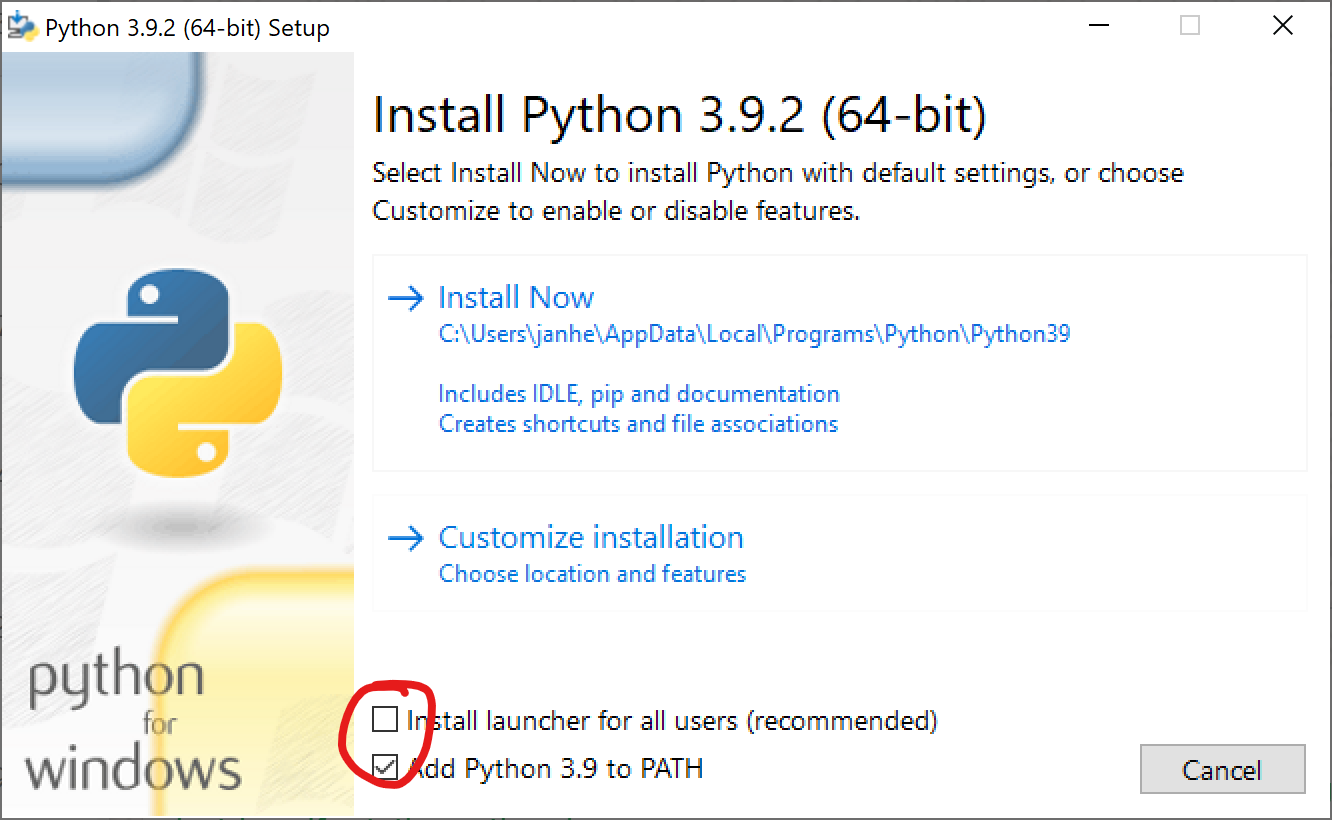 Python 3.9.2 (64-bit) Setup
Install Python 3.9.2 (64-bit)
Select Install Now to install Python with default settings, or choose
Customize to enable or disable features.
Install Now
C:\Users\janhe\AppData\Local\Programs\Python\Python39
Includes IDLE, pip and documentation
Creates shortcuts and file associations
Customize installation
Choose location and features
python
for
windows
Install launcher for all users (recommended)
Add Python 3.9 to PATH
Cancel